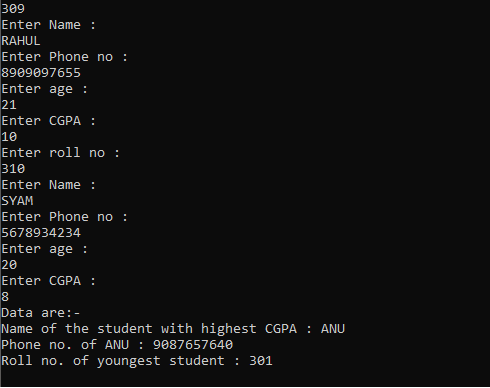 309
Enter Name :
RAHUL
Enter Phone no :
8909097655
Enter age :
21
Enter CGPA :
10
Enter roll no :
310
Enter Name :
SYAM
Enter Phone no :
5678934234
Enter age :
20
Enter CGPA :
8
Data are:-
Name of the student with highest CGPA : ANU
Phone no. of ANU : 9087657640
Roll no. of youngest student : 301